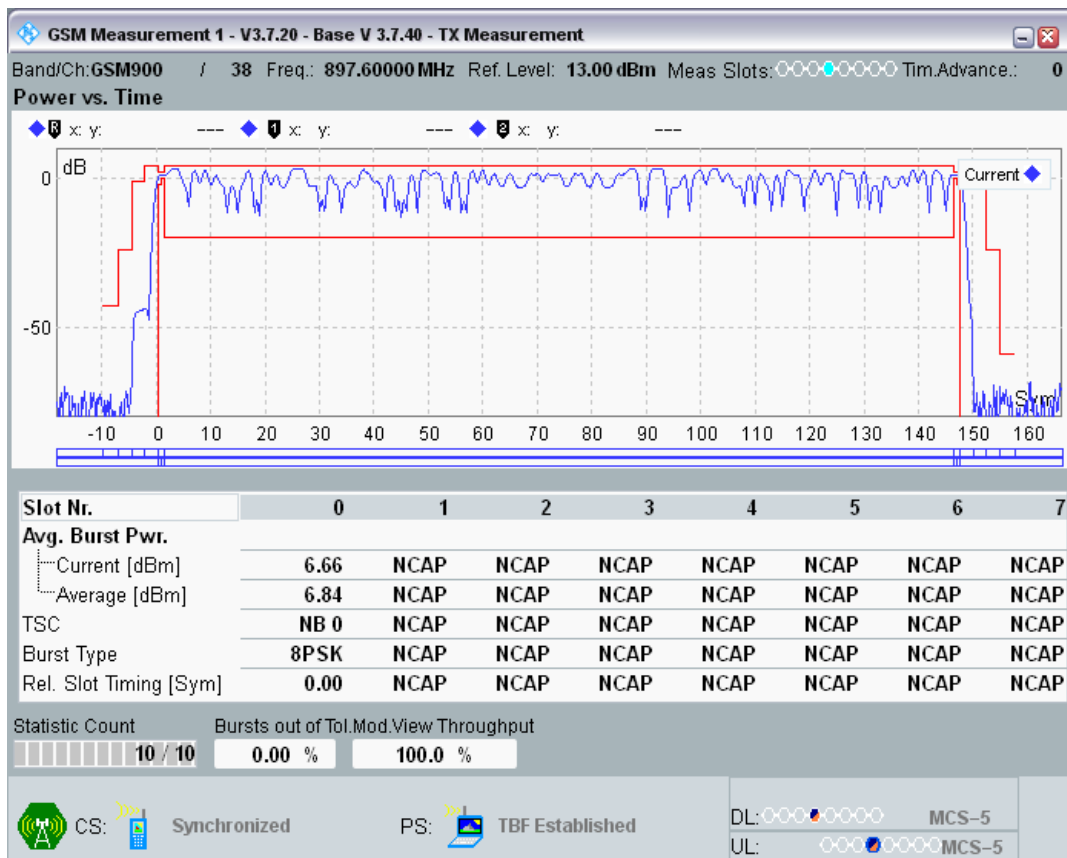 GSM Measurement 1 - V3.7.20 - Base V 3.7.40 - TX Measurement
Band/Ch:GSM900 / 38 Freq.: 897.60000 MHz Ref. Level: 13.00 dBm Meas Slots: Tim.Advance.: 0
Power vs. Time
R x: y: --- 1 x: y: --- 2 x: y: ---
dB
Current
0
-50
Sym
-10 0 10 20 30 40 50 60 70 80 90 100 110 120 130 140 150 160
Slot Nr. 0 1 2 3 4 5 6 7
Avg. Burst Pwr.
Current [dBm] 6.66 NCAP NCAP NCAP NCAP NCAP NCAP NCAP
Average [dBm] 6.84 NCAP NCAP NCAP NCAP NCAP NCAP NCAP
TSC NB 0 NCAP NCAP NCAP NCAP NCAP NCAP NCAP
Burst Type 8PSK NCAP NCAP NCAP NCAP NCAP NCAP NCAP
Rel. Slot Timing [Sym] 0.00 NCAP NCAP NCAP NCAP NCAP NCAP NCAP
Statistic Count Bursts out of Tol. Mod.View Throughput
10 / 10 0.00 % 100.0 %
CS: Synchronized PS: TBF Established
DL: MCS-5
UL: MCS-5